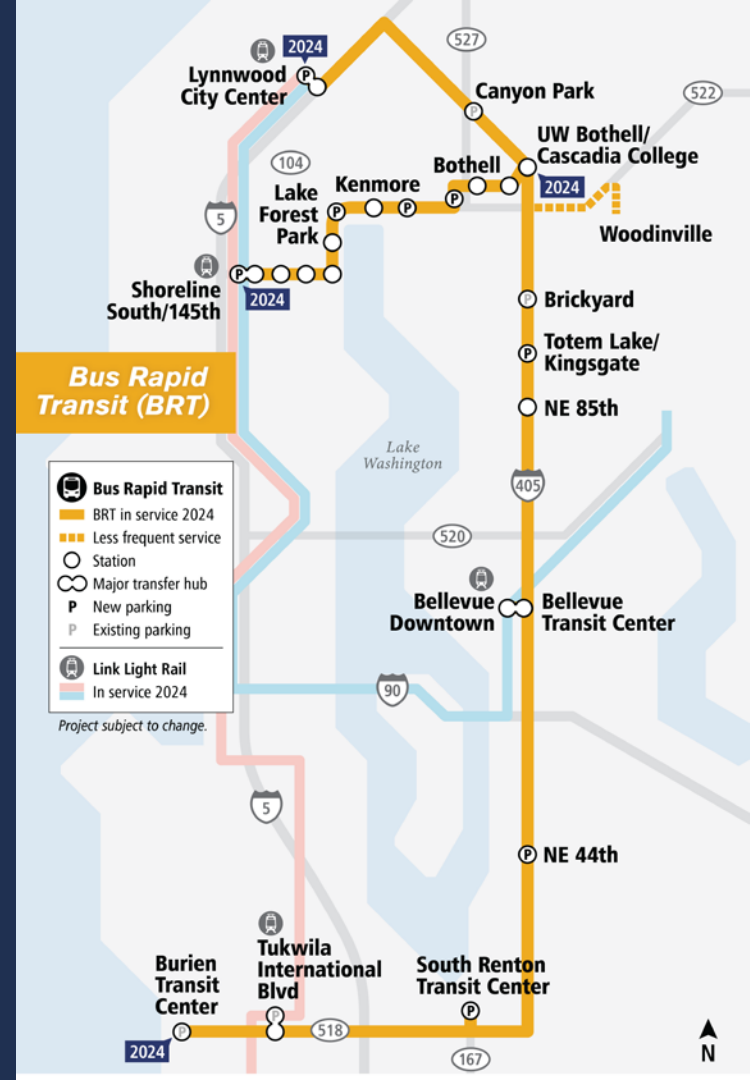 2024
527
Lynnwood
City Center
P
Canyon Park
P
522
UW Bothell/
Cascadia College
104
Bothell
2024
Kenmore
Lake
Forest
Park
P
P
P
5
Woodinville
P
Shoreline
South/145th
2024
P
Brickyard
Bus Rapid
Transit (BRT)
P
Totem Lake/
Kingsgate
NE 85th
Lake
Washington
405
Bus Rapid Transit
BRT in service 2024
Less frequent service
Station
Major transfer hub
P New parking
P Existing parking
Link Light Rail
In service 2024
Project subject to change.
520
Bellevue
Downtown
Bellevue
Transit Center
90
5
P
NE 44th
Tukwila
International
Blvd
P
Burien
Transit
Center
P
2024
South Renton
Transit Center
P
518
167
N